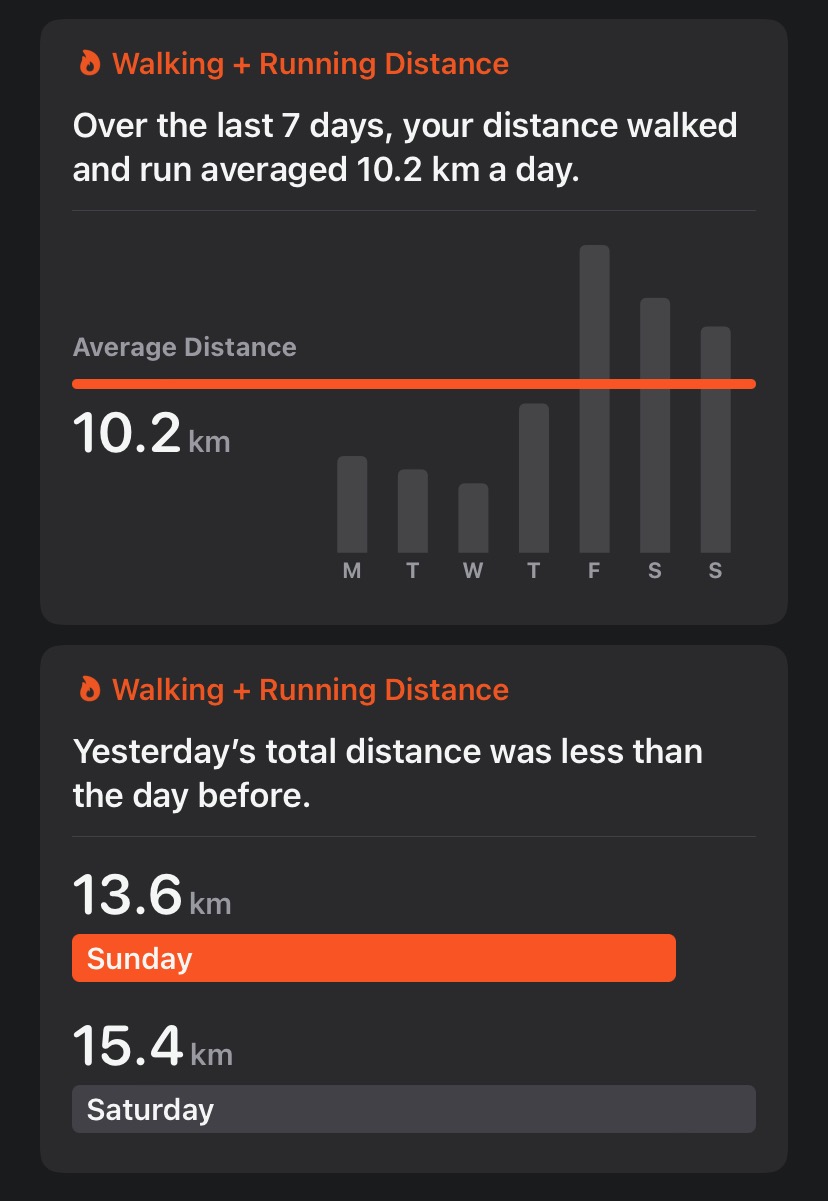 Walking + Running Distance
Over the last 7 days, your distance walked
and run averaged 10.2 km a day.
Average Distance
10.2 km
M T W T F S S
Walking + Running Distance
Yesterday’s total distance was less than
the day before.
13.6 km
Sunday
15.4 km
Saturday